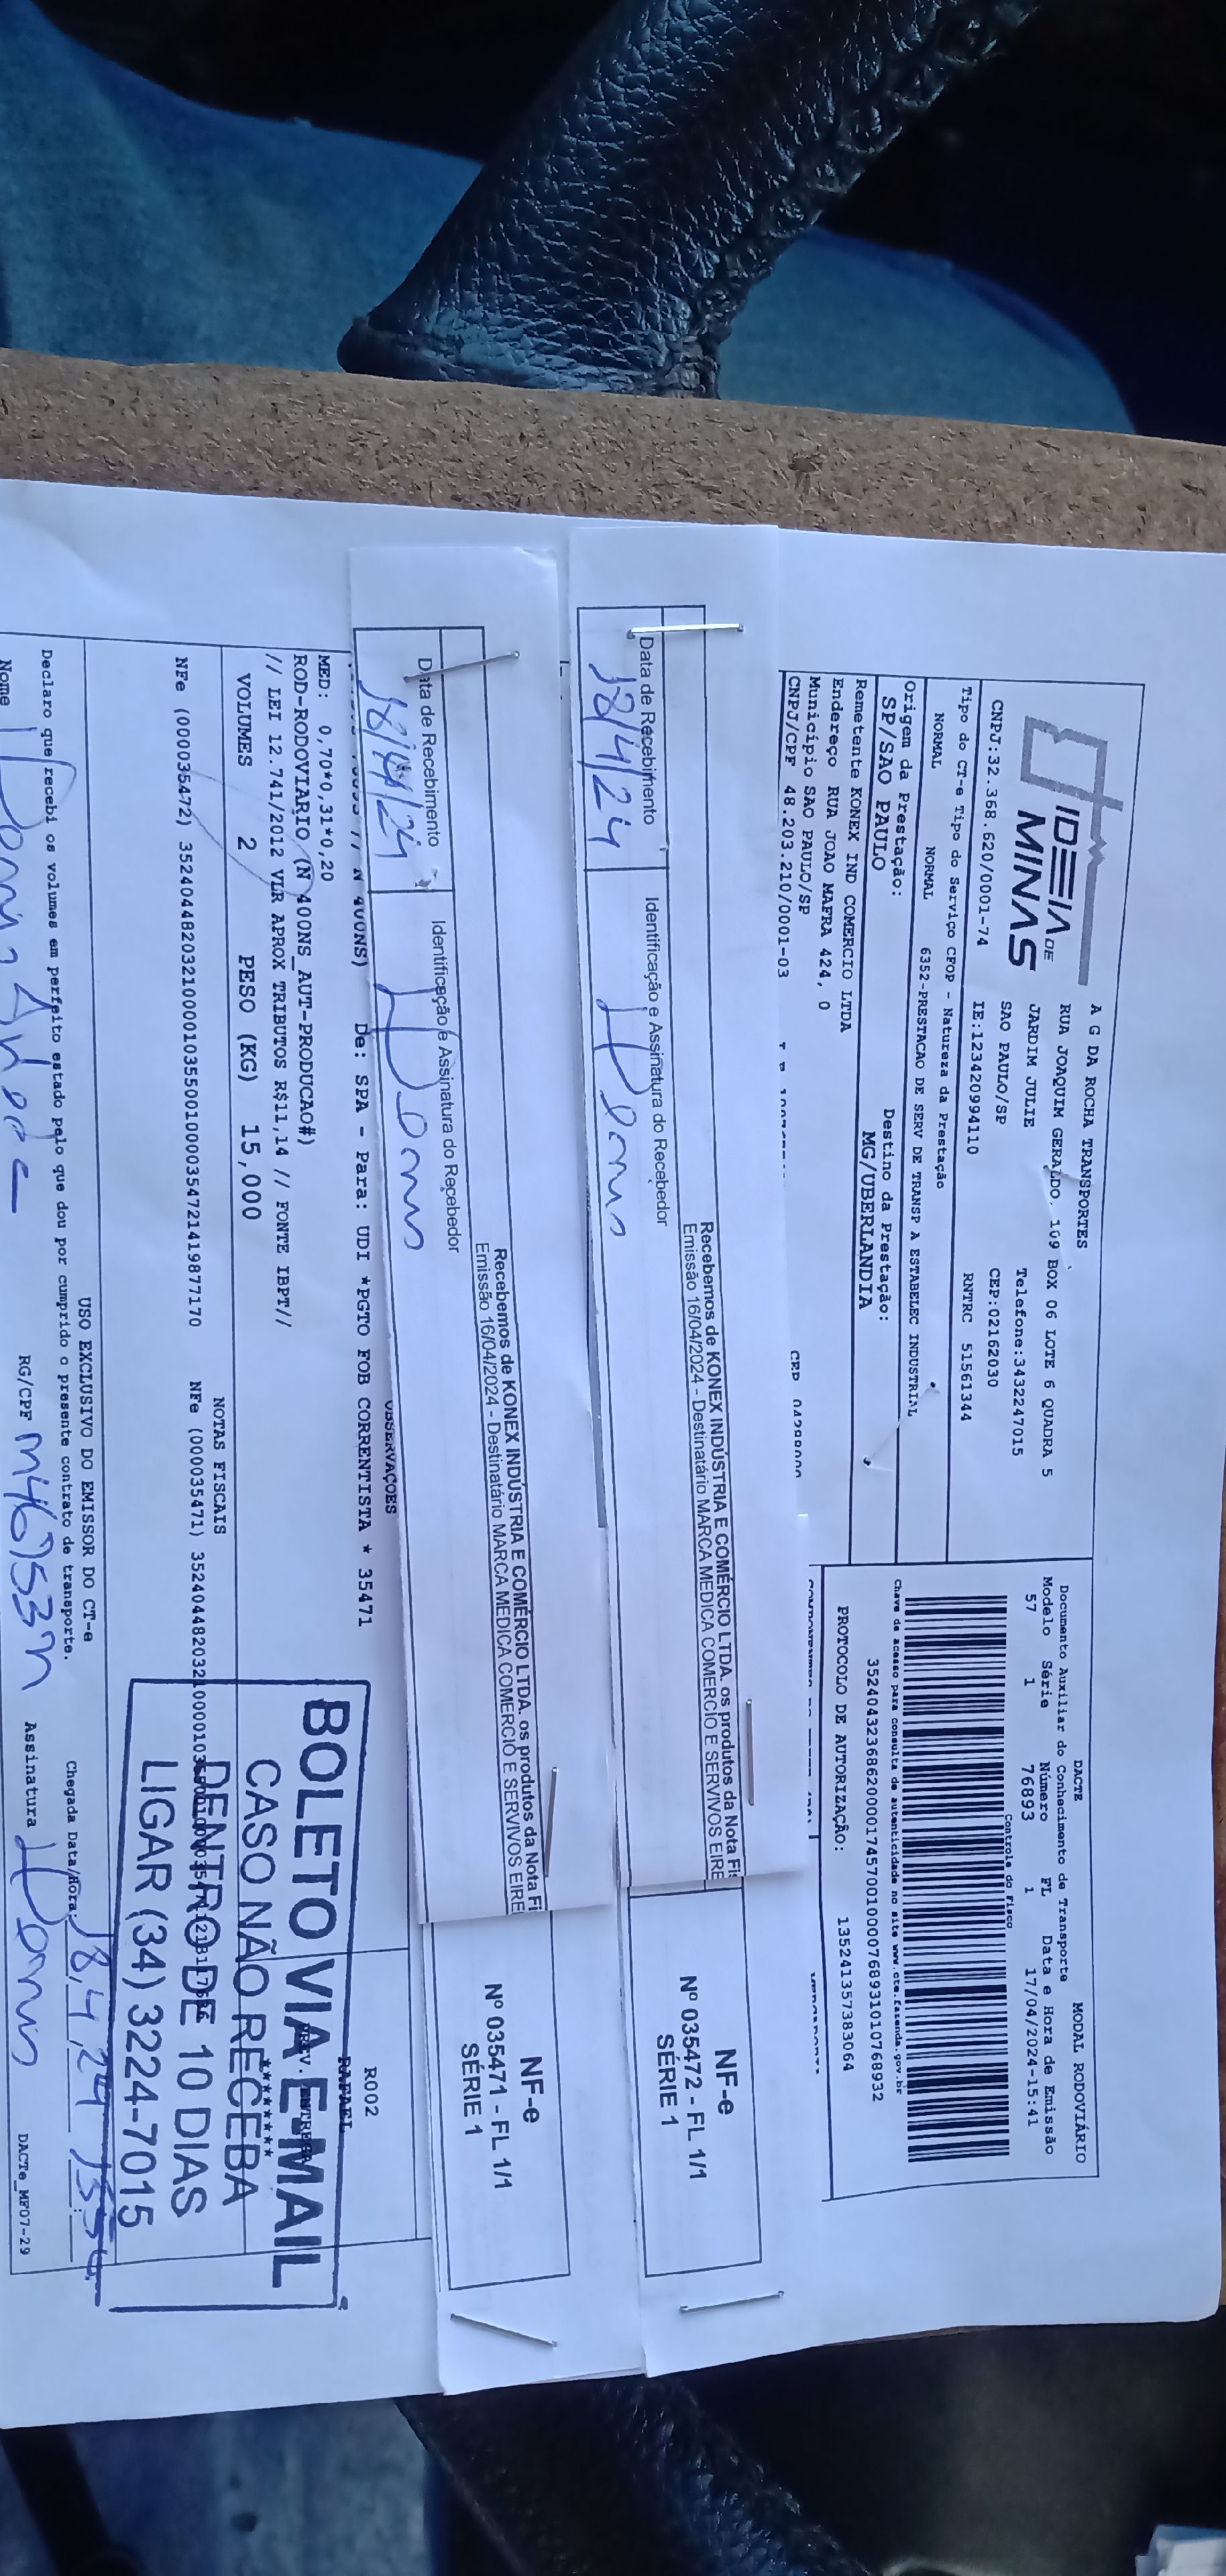 IDEIA DE
MINAS
A G DA ROCHA TRANSPORTES
RUA JOAQUIM GERALDO, 109 BOX 06 LOTE 6 QUADRA 5
JARDIM JULIE Telefone:3432247015
SAO PAULO/SP CEP:02162030
CNPJ:32.368.620/0001-74 IE:123420994110 RNTRC 51561344
DACTE MODAL RODOVIÁRIO
Documento Auxiliar do Conhecimento de Transporte
Modelo Série Número FL Data e Hora de Emissão
57 1 76893 1 17/04/2024-15:41
Controle do Fisco
Tipo do CT-e Tipo do Serviço CFOP - Natureza da Prestação
NORMAL NORMAL 6352-PRESTACAO DE SERV DE TRANSP A ESTABELEC INDUSTRIAL
Chave de acesso para consulta de autenticidade no site www.cte.fazenda.gov.br
35240432368620000174570010000768931010768932
Origem da Prestação: Destino da Prestação:
SP/SAO PAULO MG/UBERLANDIA
PROTOCOLO DE AUTORIZAÇÃO: 135241357383064
Remetente KONEX IND COMERCIO LTDA
Endereço RUA JOAO MAFRA 424, 0
Município SAO PAULO/SP
CNPJ/CPF 48.203.210/0001-03
CEP 04288000
Recebemos de KONEX INDÚSTRIA E COMÉRCIO LTDA. os produtos da Nota Fi
Emissão 16/04/2024 - Destinatário MARCA MEDICA COMERCIO E SERVIVOS EIRE
Data de Recebimento Identificação e Assinatura do Recebedor
18/4/24
NF-e
Nº 035472 - FL 1/1
SÉRIE 1
Recebemos de KONEX INDÚSTRIA E COMÉRCIO LTDA. os produtos da Nota Fi
Emissão 16/04/2024 - Destinatário MARCA MEDICA COMERCIO E SERVIVOS EIRE
Data de Recebimento Identificação e Assinatura do Recebedor
18/4/24
NF-e
Nº 035471 - FL 1/1
SÉRIE 1
OBSERVAÇOES
N 400NS) De: SPA - Para: UDI *PGTO FOB CORRENTISTA * 35471
R002
RAFAEL
MED: 0,70*0,31*0,20
ROD-RODOVIARIO (N 400NS_AUT-PRODUCAO#)
// LEI 12.741/2012 VLR APROX TRIBUTOS R$11,14 // FONTE IBPT//
VOLUMES 2 PESO (KG) 15,000
NOTAS FISCAIS
NFe (000035472) 35240448203210000103550010000354721419877170 NFe (000035471)
BOLETO VIA E-MAIL
CASO NÃO RECEBA
DENTRO DE 10 DIAS
LIGAR (34) 3224-7015
USO EXCLUSIVO DO EMISSOR DO CT-e
Declaro que recebi os volumes em perfeito estado pelo que dou por cumprido o presente contrato de transporte.
Chegada Data/Hora: 18/4/24
Nome RG/CPF Assinatura
DACTe_MF07-29